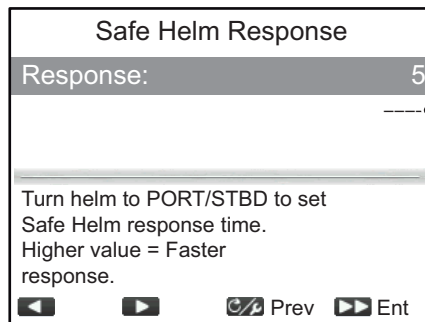 Safe Helm Response
Response: 5
Turn helm to PORT/STBD to set
Safe Helm response time.
Higher value = Faster
response.
Prev Ent